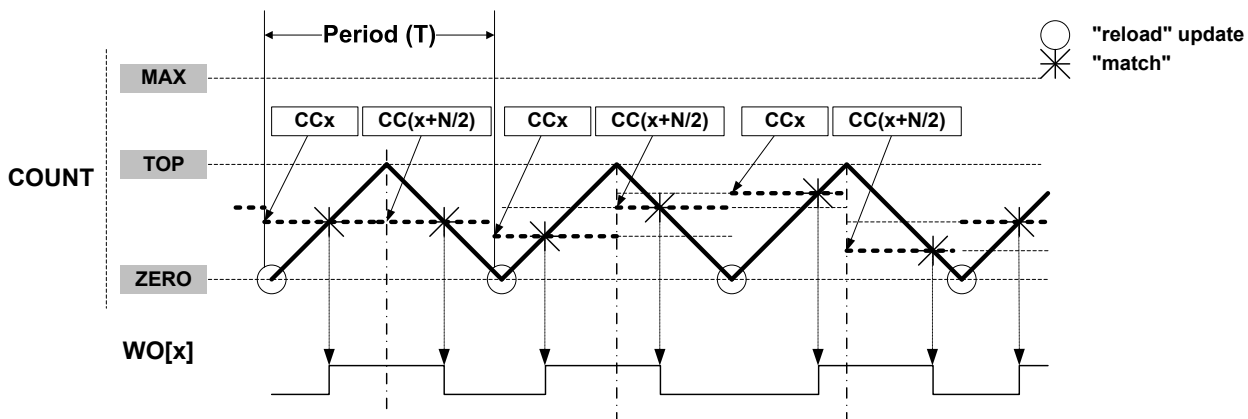 Period (T)
"reload" update
"match"
MAX
CCx
CC(x+N/2)
CCx
CC(x+N/2)
CCx
CC(x+N/2)
TOP
COUNT
ZERO
WO[x]